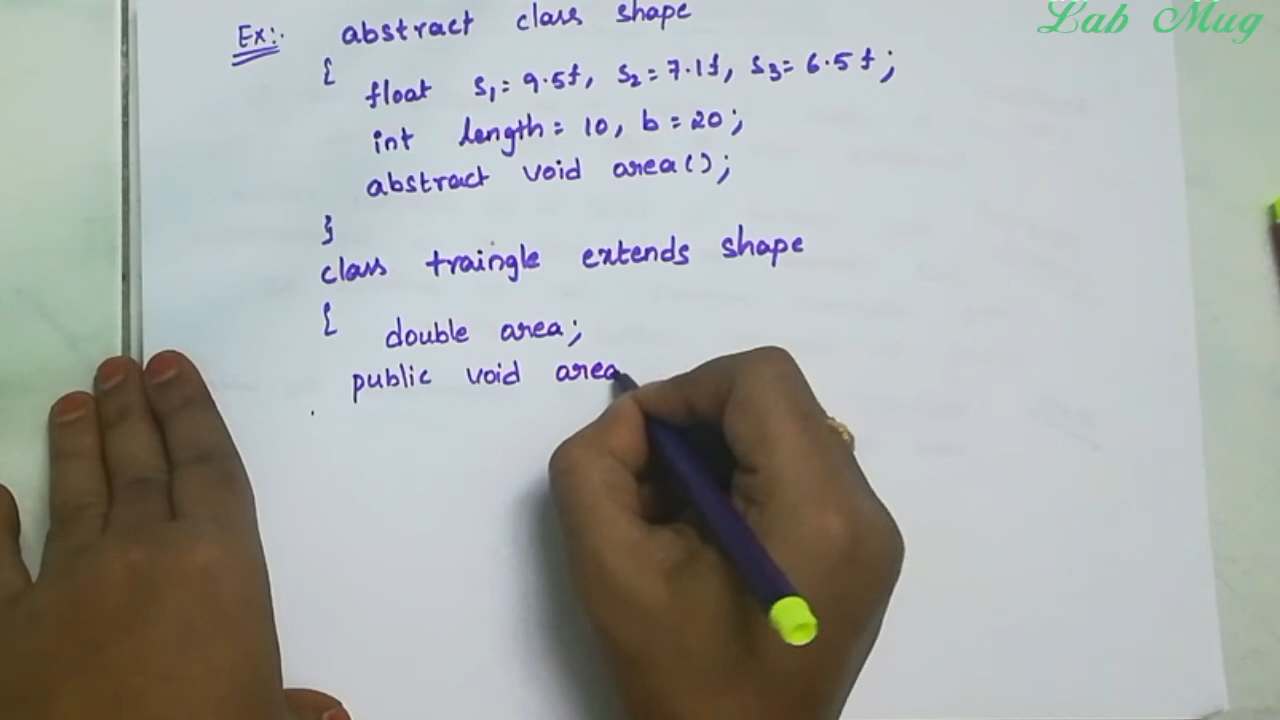 Lab Mug
Ex:. abstract class shape
{
float s1 = 9.5f, s2 = 7.1f, s3 = 6.5f;
int length = 10, b = 20;
abstract void area();
}
class traingle extends shape
{ double area;
public void area